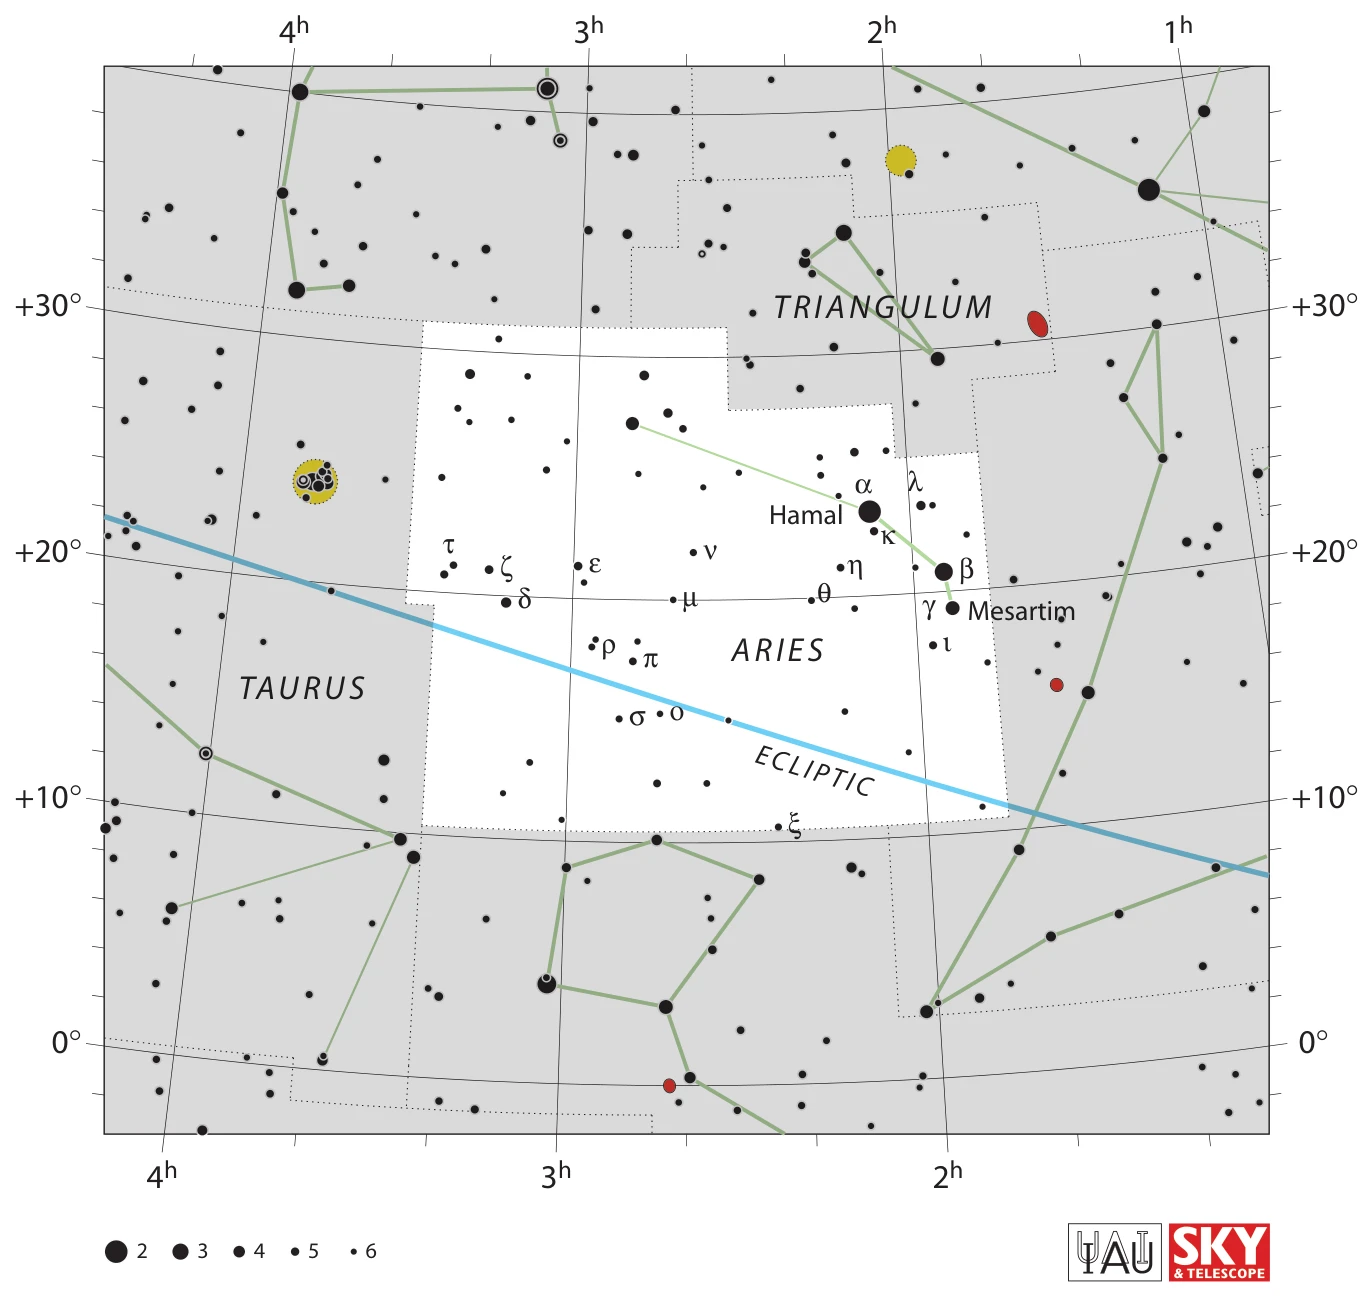 4h 3h 2h 1h
+30° TRIANGULUM +30°
α λ
Hamal κ
+20° τ ζ ε ν η β +20°
δ μ θ γ Mesartim
ρ π ARIES ι
TAURUS
σ ο
ECLIPTIC
+10° ξ +10°
0° 0°
4h 3h 2h
2 3 4 5 6
IAU SKY
& TELESCOPE